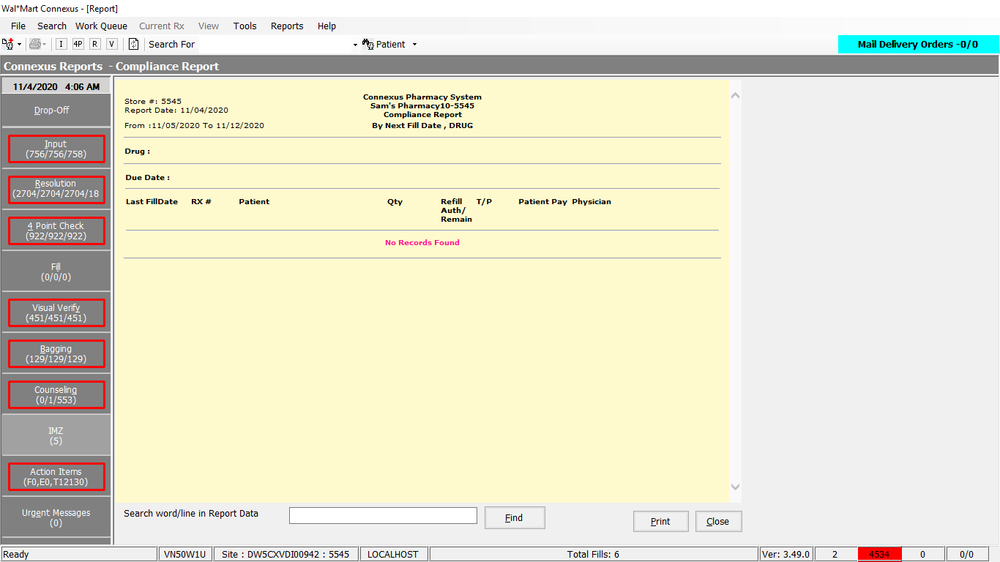 Wal*Mart Connexus - [Report]
File Search Work Queue Current Rx View Tools Reports Help
I 4P R V Search For Patient
Mail Delivery Orders -0/0
Connexus Reports - Compliance Report
11/4/2020 4:06 AM
Drop-Off
Input
(756/756/758)
Resolution
(2704/2704/2704/18
4 Point Check
(922/922/922)
Fill
(0/0/0)
Visual Verify
(451/451/451)
Bagging
(129/129/129)
Counseling
(0/1/553)
IMZ
(5)
Action Items
(F0,E0,T12130)
Urgent Messages
(0)
Store #: 5545
Report Date: 11/04/2020
From :11/05/2020 To 11/12/2020
Connexus Pharmacy System
Sam's Pharmacy10-5545
Compliance Report
By Next Fill Date , DRUG
Drug :
Due Date :
Last FillDate RX # Patient Qty Refill Auth/ Remain T/P Patient Pay Physician
No Records Found
Search word/line in Report Data
Find
Print
Close
Ready VN50W1U Site : DW5CXVDI00942 : 5545 LOCALHOST Total Fills: 6 Ver: 3.49.0 2 4534 0 0/0